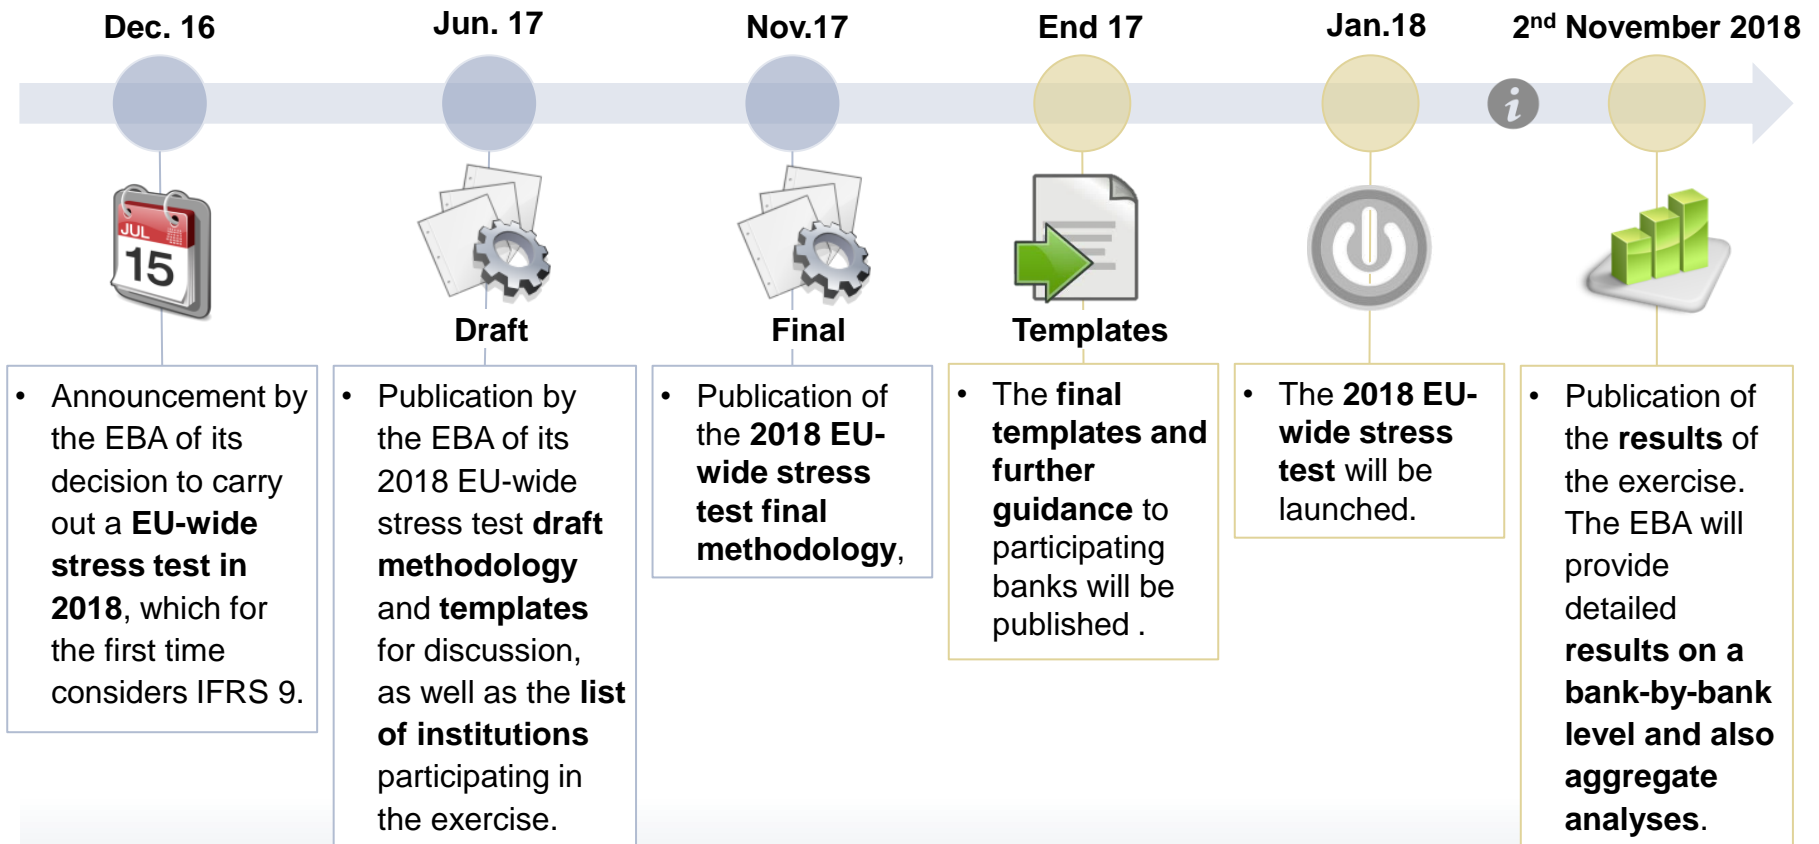 Dec. 16
Jun. 17
Nov.17
End 17
Jan.18
2nd November 2018
i
JUL
15
Draft
Final
Templates
• Announcement by
the EBA of its
decision to carry
out a EU-wide
stress test in
2018, which for
the first time
considers IFRS 9.
• Publication by
the EBA of its
2018 EU-wide
stress test draft
methodology
and templates
for discussion,
as well as the list
of institutions
participating in
the exercise.
• Publication of
the 2018 EU-
wide stress
test final
methodology,
• The final
templates and
further
guidance to
participating
banks will be
published .
• The 2018 EU-
wide stress
test will be
launched.
• Publication of
the results of
the exercise.
The EBA will
provide
detailed
results on a
bank-by-bank
level and also
aggregate
analyses.